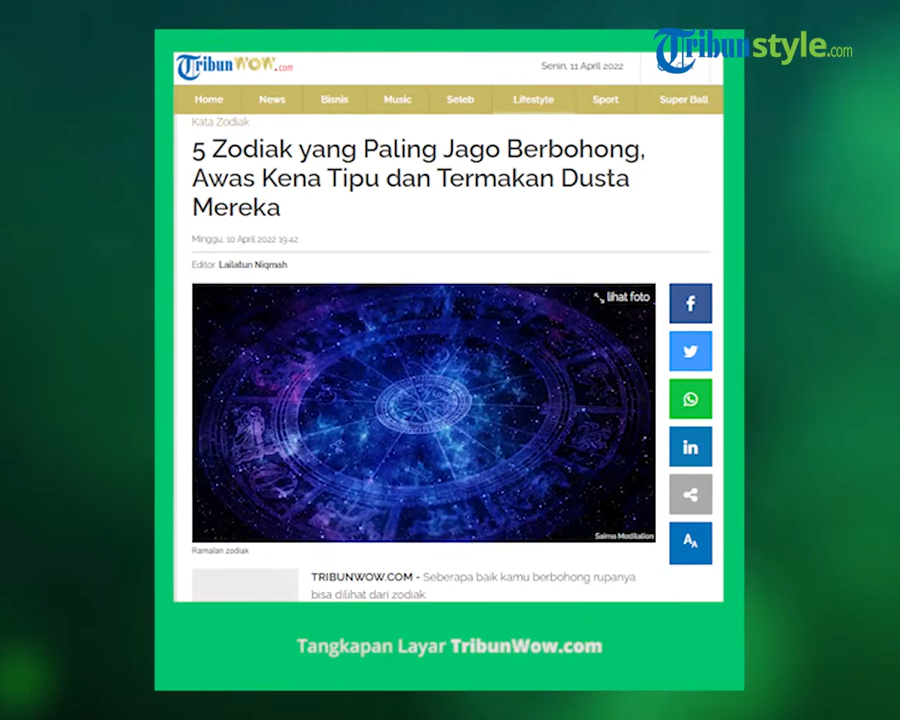 Tribunstyle.com
TribunWOW.com
Senin, 11 April 2022
Home News Bisnis Music Seleb Lifestyle Sport Super Ball
Kata Zodiak
5 Zodiak yang Paling Jago Berbohong,
Awas Kena Tipu dan Termakan Dusta
Mereka
Minggu, 10 April 2022 19:42
Editor: Lailatun Niqmah
lihat foto
Saima Moditalion
Ramalan zodiak
TRIBUNWOW.COM - Seberapa baik kamu berbohong rupanya
bisa dilihat dari zodiak.
Tangkapan Layar TribunWow.com